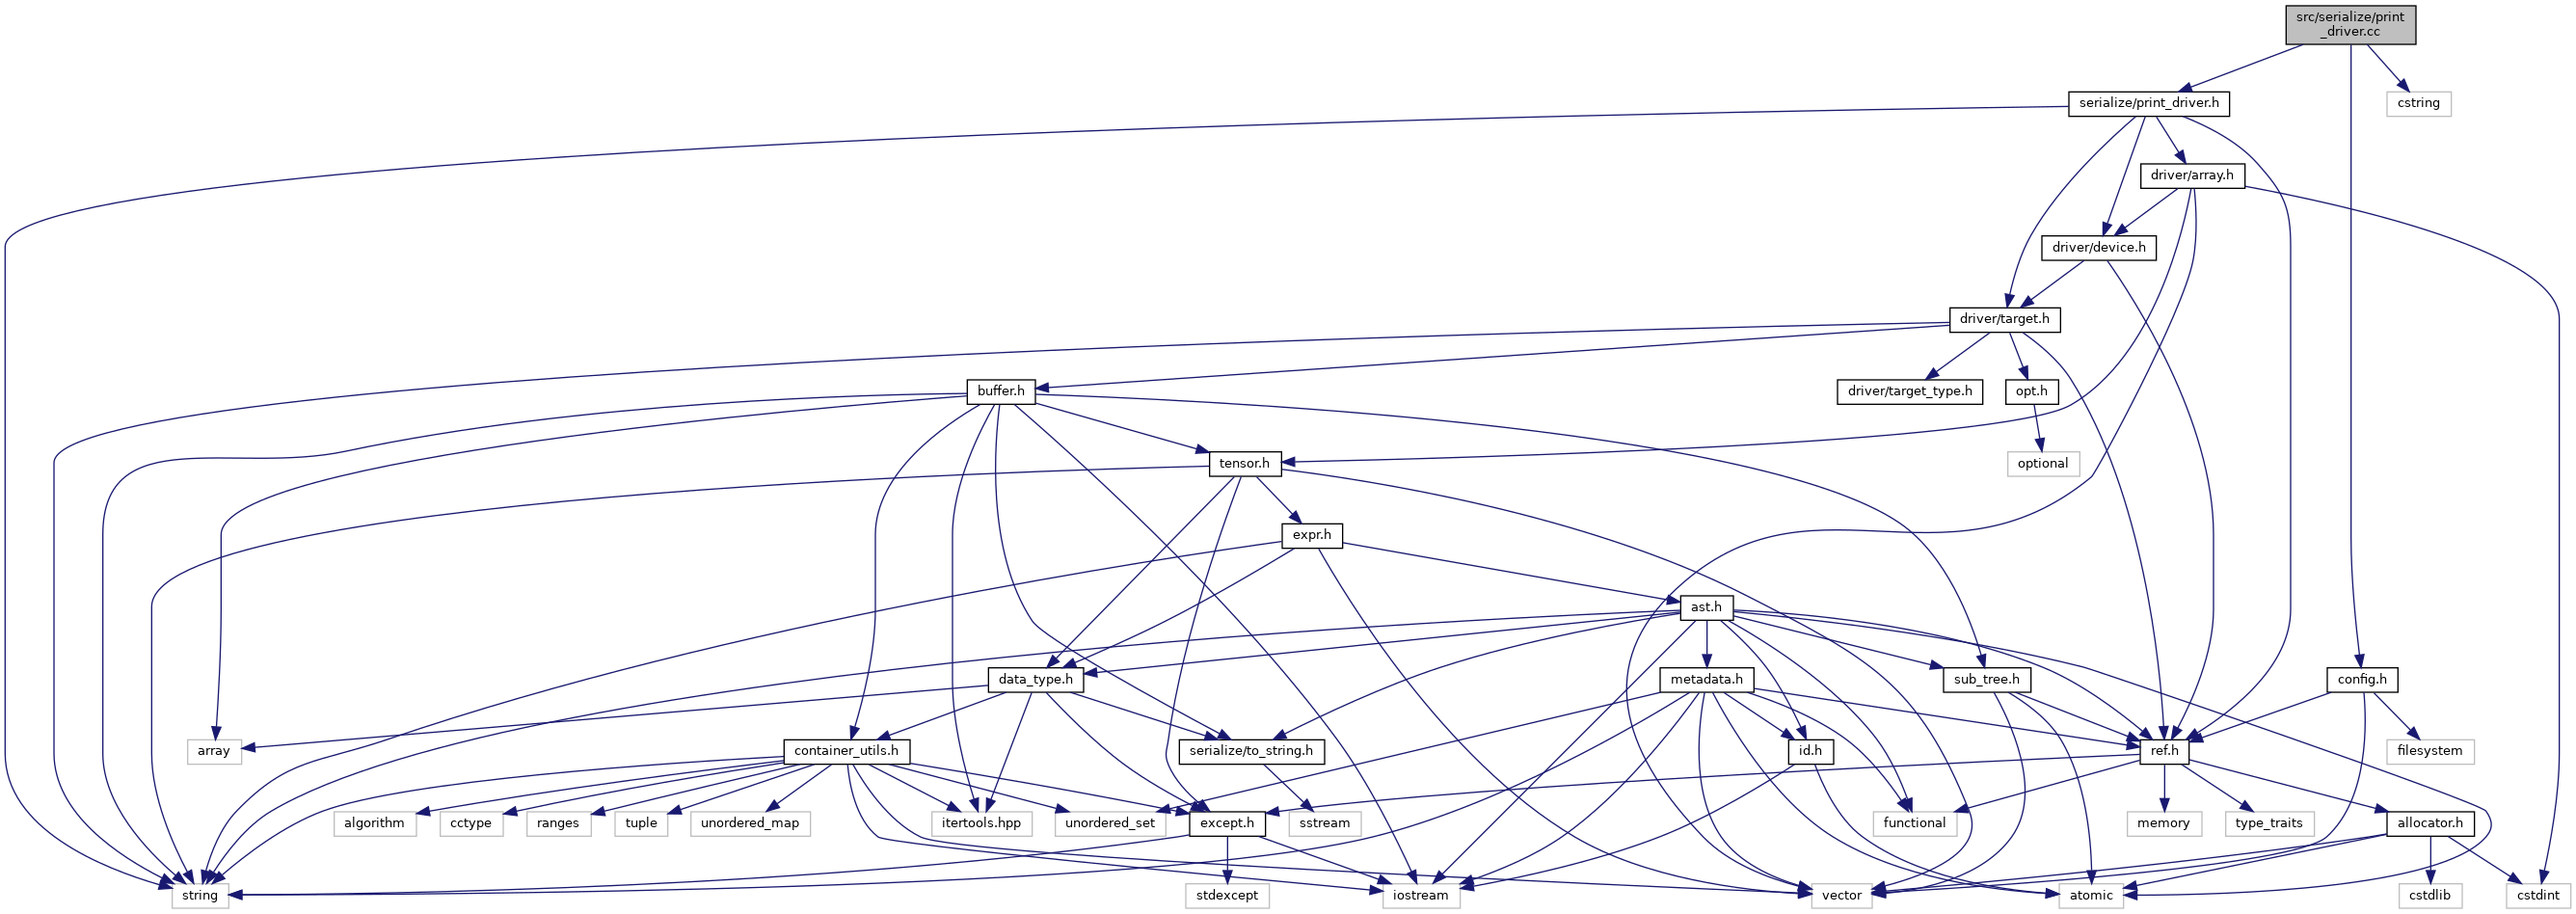 src/serialize/print
_driver.cc
serialize/print_driver.h
cstring
driver/array.h
driver/device.h
driver/target.h
buffer.h
driver/target_type.h
opt.h
tensor.h
optional
expr.h
ast.h
data_type.h
metadata.h
sub_tree.h
config.h
array
container_utils.h
serialize/to_string.h
id.h
ref.h
filesystem
algorithm
cctype
ranges
tuple
unordered_map
itertools.hpp
unordered_set
except.h
sstream
functional
memory
type_traits
allocator.h
string
stdexcept
iostream
vector
atomic
cstdlib
cstdint